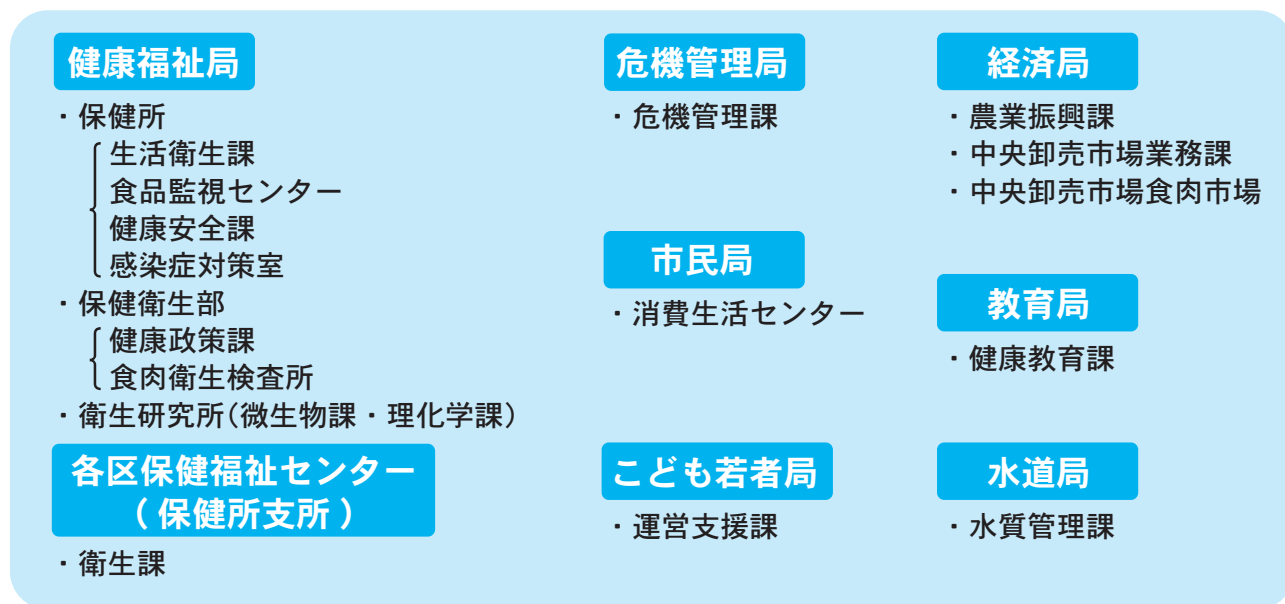 健康福祉局
・保健所
生活衛生課
食品監視センター
健康安全課
感染症対策室
・保健衛生部
健康政策課
食肉衛生検査所
・衛生研究所(微生物課・理化学課)
各区保健福祉センター
(保健所支所)
・衛生課
危機管理局
・危機管理課
市民局
・消費生活センター
こども若者局
・運営支援課
経済局
・農業振興課
・中央卸売市場業務課
・中央卸売市場食肉市場
教育局
・健康教育課
水道局
・水質管理課